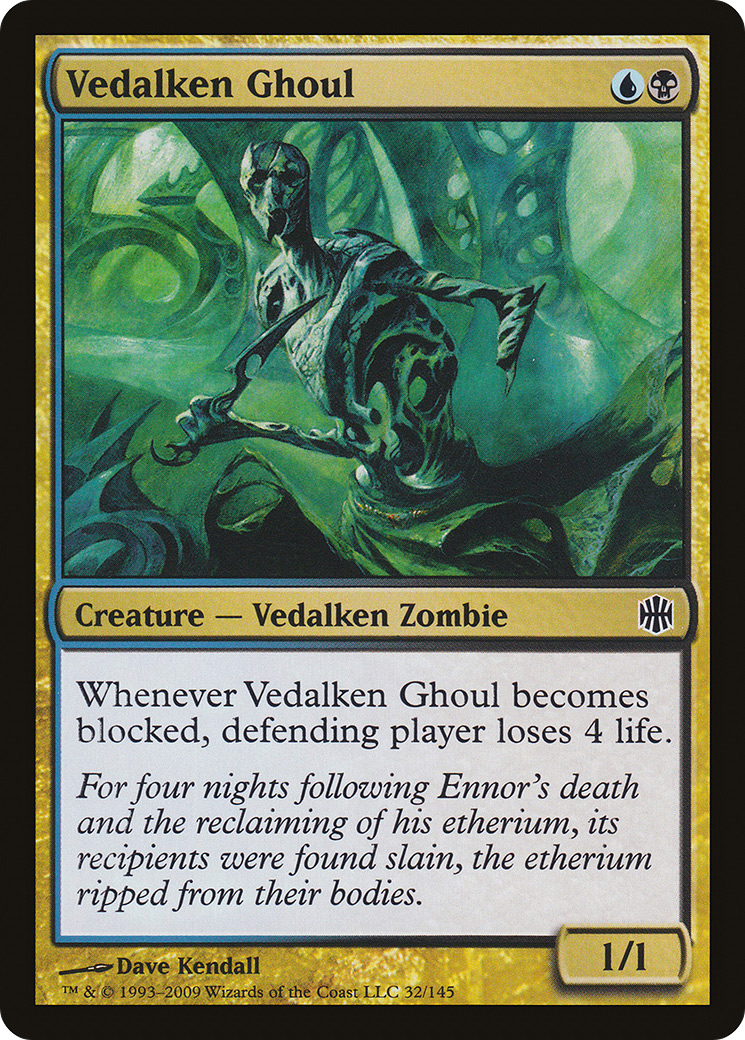 Vedalken Ghoul
Creature — Vedalken Zombie
Whenever Vedalken Ghoul becomes
blocked, defending player loses 4 life.
For four nights following Ennor's death
and the reclaiming of his etherium, its
recipients were found slain, the etherium
ripped from their bodies.
1/1
Dave Kendall
™ & © 1993–2009 Wizards of the Coast LLC 32/145